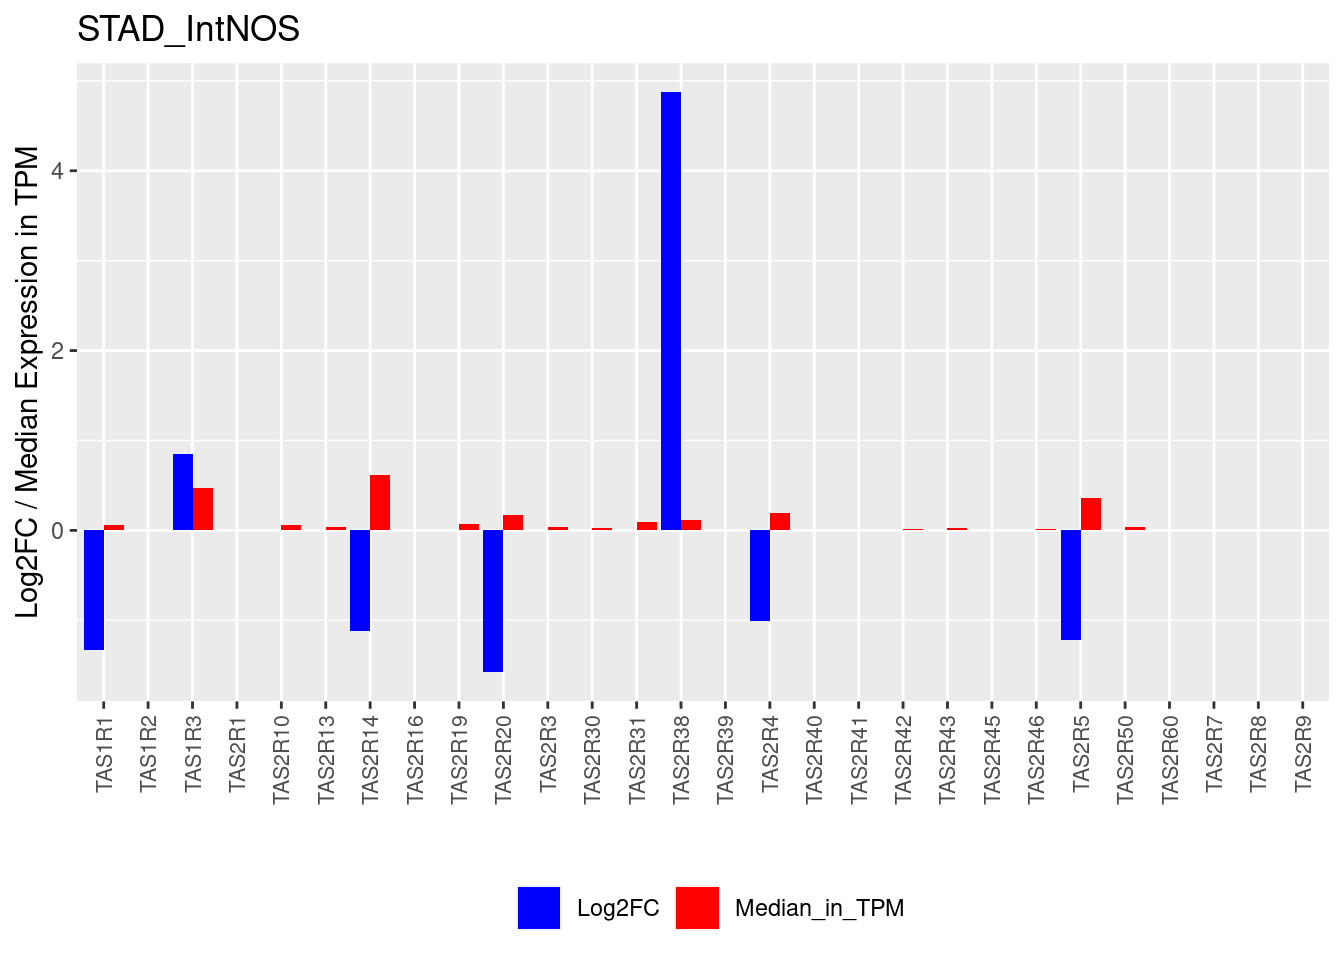 STAD_IntNOS
Log2FC / Median Expression in TPM
4
2
0
TAS1R1
TAS1R2
TAS1R3
TAS2R1
TAS2R10
TAS2R13
TAS2R14
TAS2R16
TAS2R19
TAS2R20
TAS2R3
TAS2R30
TAS2R31
TAS2R38
TAS2R39
TAS2R4
TAS2R40
TAS2R41
TAS2R42
TAS2R43
TAS2R45
TAS2R46
TAS2R5
TAS2R50
TAS2R60
TAS2R7
TAS2R8
TAS2R9
Log2FC
Median_in_TPM